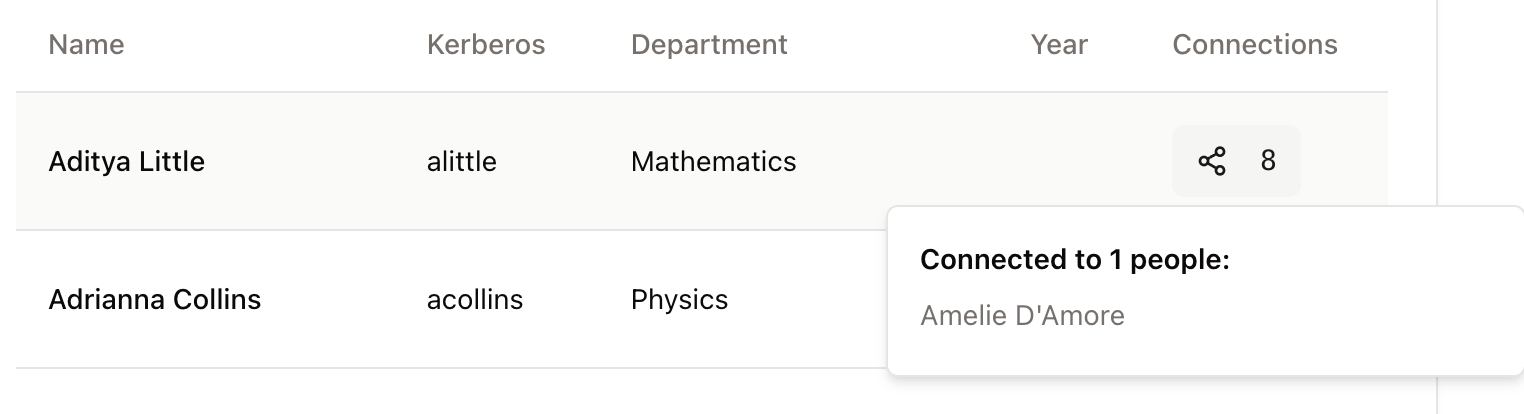 Name Kerberos Department Year Connections
Aditya Little alittle Mathematics 8
Adrianna Collins acollins Physics
Connected to 1 people:
Amelie D'Amore